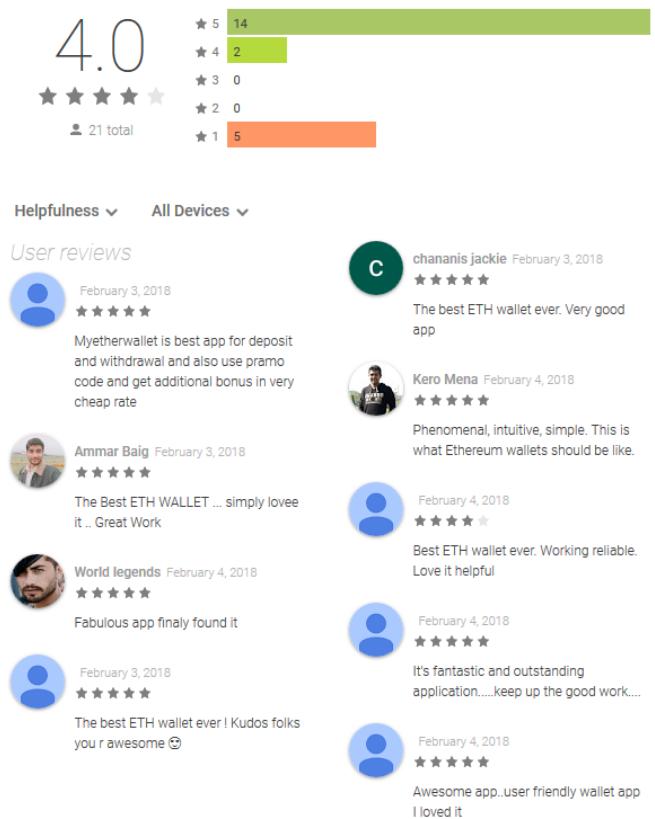 4.0
21 total
5 14
4 2
3 0
2 0
1 5
Helpfulness All Devices
User reviews
February 3, 2018
Myetherwallet is best app for deposit
and withdrawal and also use pramo
code and get additional bonus in very
cheap rate
Ammar Baig February 3, 2018
The Best ETH WALLET ... simply lovee
it .. Great Work
World legends February 4, 2018
Fabulous app finaly found it
February 3, 2018
The best ETH wallet ever ! Kudos folks
you r awesome 😍
C
chananis jackie February 3, 2018
The best ETH wallet ever. Very good
app
Kero Mena February 4, 2018
Phenomenal, intuitive, simple. This is
what Ethereum wallets should be like.
February 4, 2018
Best ETH wallet ever. Working reliable.
Love it helpful
February 4, 2018
It's fantastic and outstanding
application.....keep up the good work....
February 4, 2018
Awesome app..user friendly wallet app
I loved it